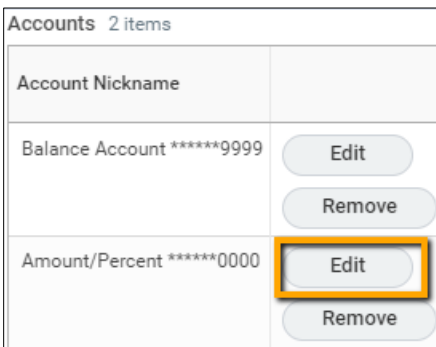 Accounts 2 items
Account Nickname
Balance Account ******9999 Edit
Remove
Amount/Percent ******0000 Edit
Remove